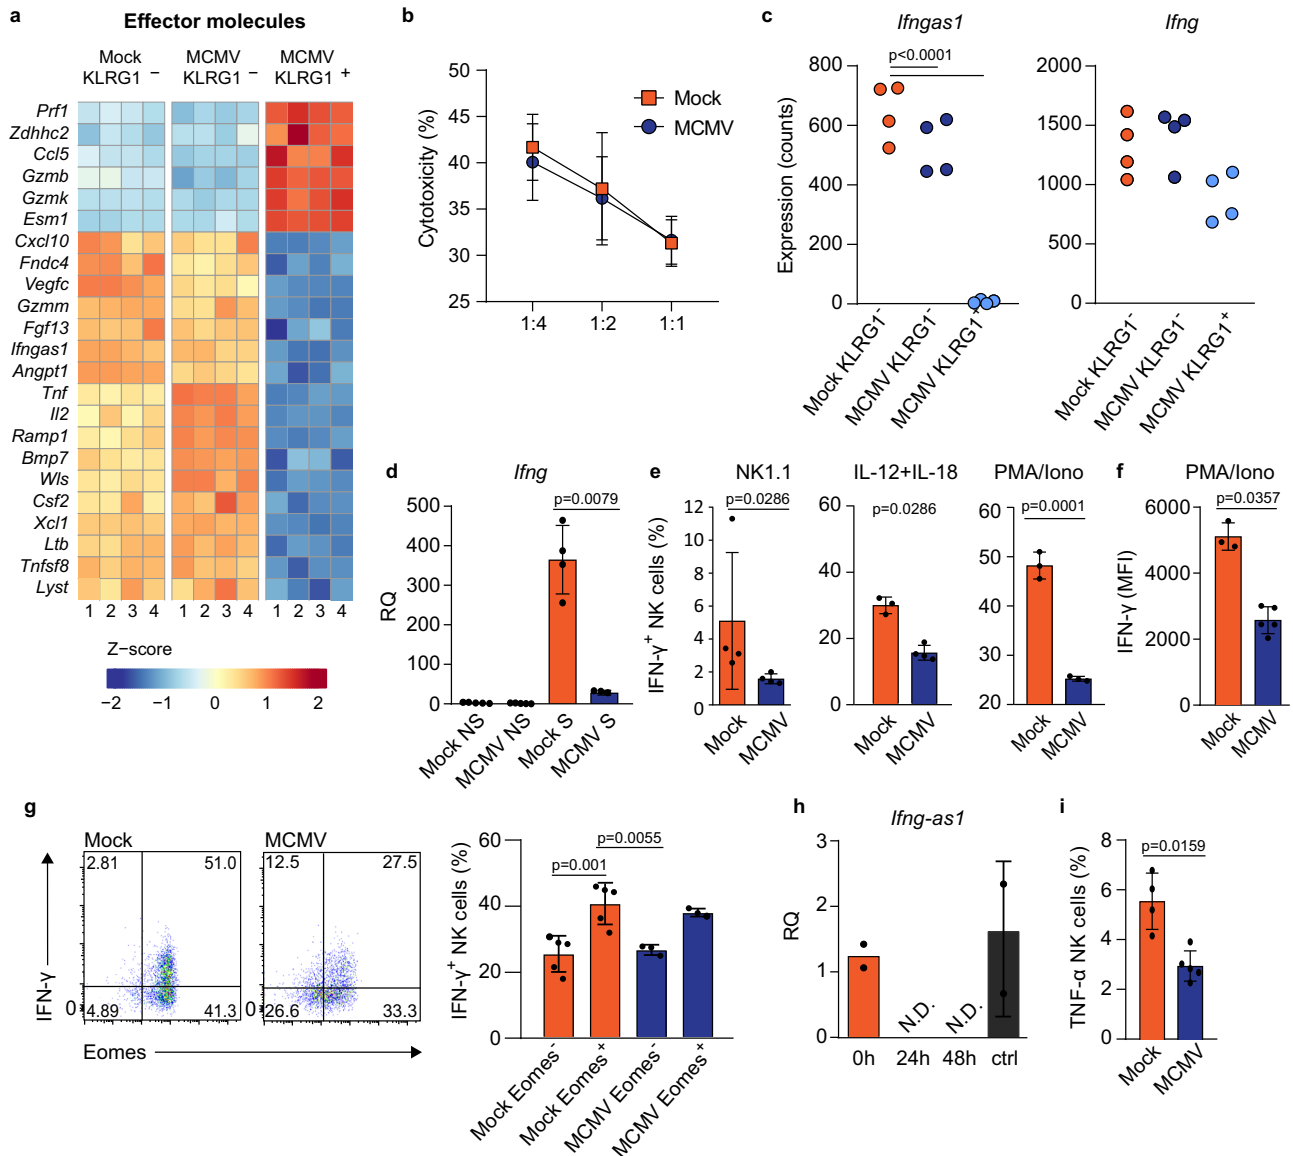 a
Effector molecules
Mock
KLRG1 −
MCMV
KLRG1 −
MCMV
KLRG1 +
Prf1
Zdhhc2
Ccl5
Gzmb
Gzmk
Esm1
Cxcl10
Fndc4
Vegfc
Gzmm
Fgf13
Ifngas1
Angpt1
Tnf
Il2
Ramp1
Bmp7
Wls
Csf2
Xcl1
Ltb
Tnfsf8
Lyst
1 2 3 4 1 2 3 4 1 2 3 4
Z−score
−2 −1 0 1 2
b
Cytotoxicity (%)
50
45
40
35
30
25
Mock
MCMV
1:4 1:2 1:1
c
Ifngas1
p<0.0001
Expression (counts)
800
600
400
200
0
Mock KLRG1-
MCMV KLRG1-
MCMV KLRG1+
Ifng
2000
1500
1000
500
0
Mock KLRG1-
MCMV KLRG1-
MCMV KLRG1+
d
Ifng
p=0.0079
RQ
500
400
300
200
100
0
Mock NS
MCMV NS
Mock S
MCMV S
e
NK1.1
p=0.0286
IFN-γ+ NK cells (%)
12
10
8
6
4
2
0
Mock
MCMV
IL-12+IL-18
p=0.0286
60
40
20
0
Mock
MCMV
PMA/Iono
p=0.0001
60
50
40
30
20
Mock
MCMV
f
PMA/Iono
p=0.0357
IFN-γ (MFI)
6000
4000
2000
0
Mock
MCMV
g
Mock
2.81 51.0
4.89 41.3
0
IFN-γ
Eomes
MCMV
12.5 27.5
26.6 33.3
0
IFN-γ+ NK cells (%)
60
40
20
0
p=0.0055
p=0.001
Mock Eomes-
Mock Eomes+
MCMV Eomes-
MCMV Eomes+
h
Ifng-as1
RQ
3
2
1
0
N.D.
N.D.
0h 24h 48h ctrl
i
p=0.0159
TNF-α NK cells (%)
8
6
4
2
0
Mock
MCMV